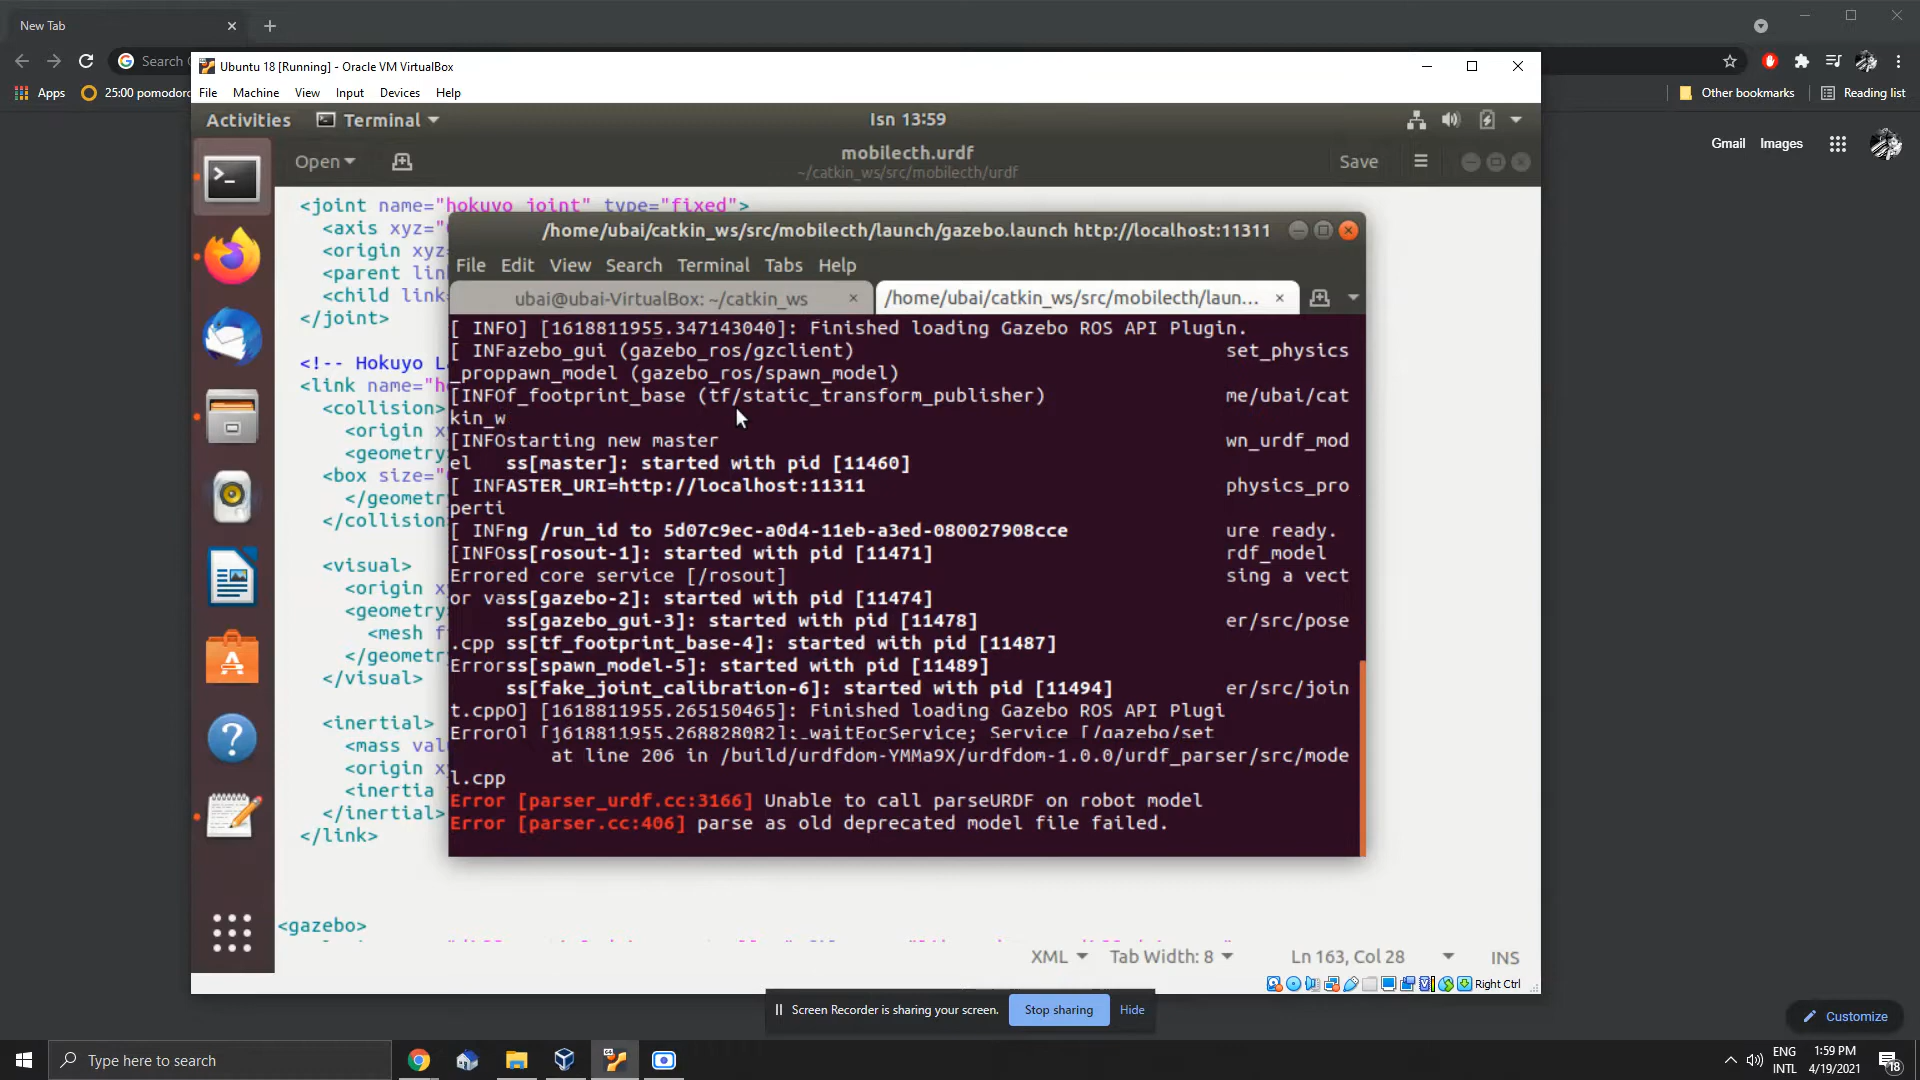 New Tab
Search
Apps
25:00 pomodoro
Other bookmarks
Reading list
Gmail Images
Ubuntu 18 [Running] - Oracle VM VirtualBox
File Machine View Input Devices Help
Activities Terminal Isn 13:59
Open
mobilecth.urdf
~/catkin_ws/src/mobilecth/urdf
Save
<joint name="hokuyo_joint" type="fixed">
<axis xyz="
<origin xyz
<parent lin
<child link
</joint>
<!-- Hokuyo L
<link name="h
<collision>
<origin x
<geometry
<box size="
</geometr
</collision
<visual>
<origin x
<geometry
<mesh f
</geometr
</visual>
<inertial>
<mass val
<origin x
<inertia
</inertial>
</link>
<gazebo>
/home/ubai/catkin_ws/src/mobilecth/launch/gazebo.launch http://localhost:11311
File Edit View Search Terminal Tabs Help
ubai@ubai-VirtualBox: ~/catkin_ws
/home/ubai/catkin_ws/src/mobilecth/laun...
[ INFO] [1618811955.347143040]: Finished loading Gazebo ROS API Plugin.
[ INFazebo_gui (gazebo_ros/gzclient) set_physics
_proppawn_model (gazebo_ros/spawn_model)
[INFOf_footprint_base (tf/static_transform_publisher) me/ubai/cat
kin_w
[INFOstarting new master wn_urdf_mod
el ss[master]: started with pid [11460]
[ INFASTER_URI=http://localhost:11311 physics_pro
perti
[ INFng /run_id to 5d07c9ec-a0d4-11eb-a3ed-080027908cce ure ready.
[INFOss[rosout-1]: started with pid [11471] rdf_model
Errored core service [/rosout] sing a vect
or vass[gazebo-2]: started with pid [11474]
ss[gazebo_gui-3]: started with pid [11478] er/src/pose
.cpp ss[tf_footprint_base-4]: started with pid [11487]
Errorss[spawn_model-5]: started with pid [11489]
ss[fake_joint_calibration-6]: started with pid [11494] er/src/join
t.cppO] [1618811955.265150465]: Finished loading Gazebo ROS API Plugi
ErrorO] [1618811955.268828082]: waitForService: Service [/gazebo/set
at line 206 in /build/urdfdom-YMMa9X/urdfdom-1.0.0/urdf_parser/src/mode
l.cpp
Error [parser_urdf.cc:3166] Unable to call parseURDF on robot model
Error [parser.cc:406] parse as old deprecated model file failed.
XML Tab Width: 8 Ln 163, Col 28 INS
Right Ctrl
Screen Recorder is sharing your screen. Stop sharing Hide
Customize
Type here to search
ENG
INTL
1:59 PM
4/19/2021
18